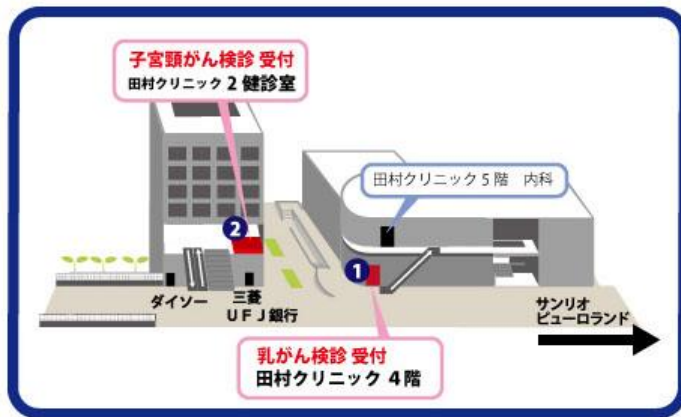 子宮頸がん検診 受付
田村クリニック 2 健診室
田村クリニック 5 階 内科
2
1
ダイソー
三菱
UFJ銀行
サンリオ
ピューロランド
乳がん検診 受付
田村クリニック 4階